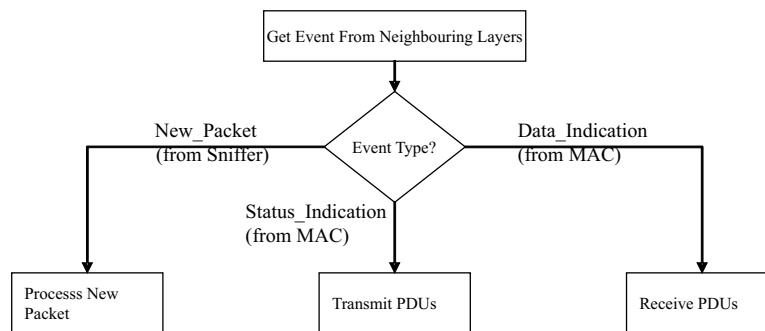 Get Event From Neighbouring Layers
New_Packet
(from Sniffer)
Event Type?
Data_Indication
(from MAC)
Status_Indication
(from MAC)
Processs New
Packet
Transmit PDUs
Receive PDUs